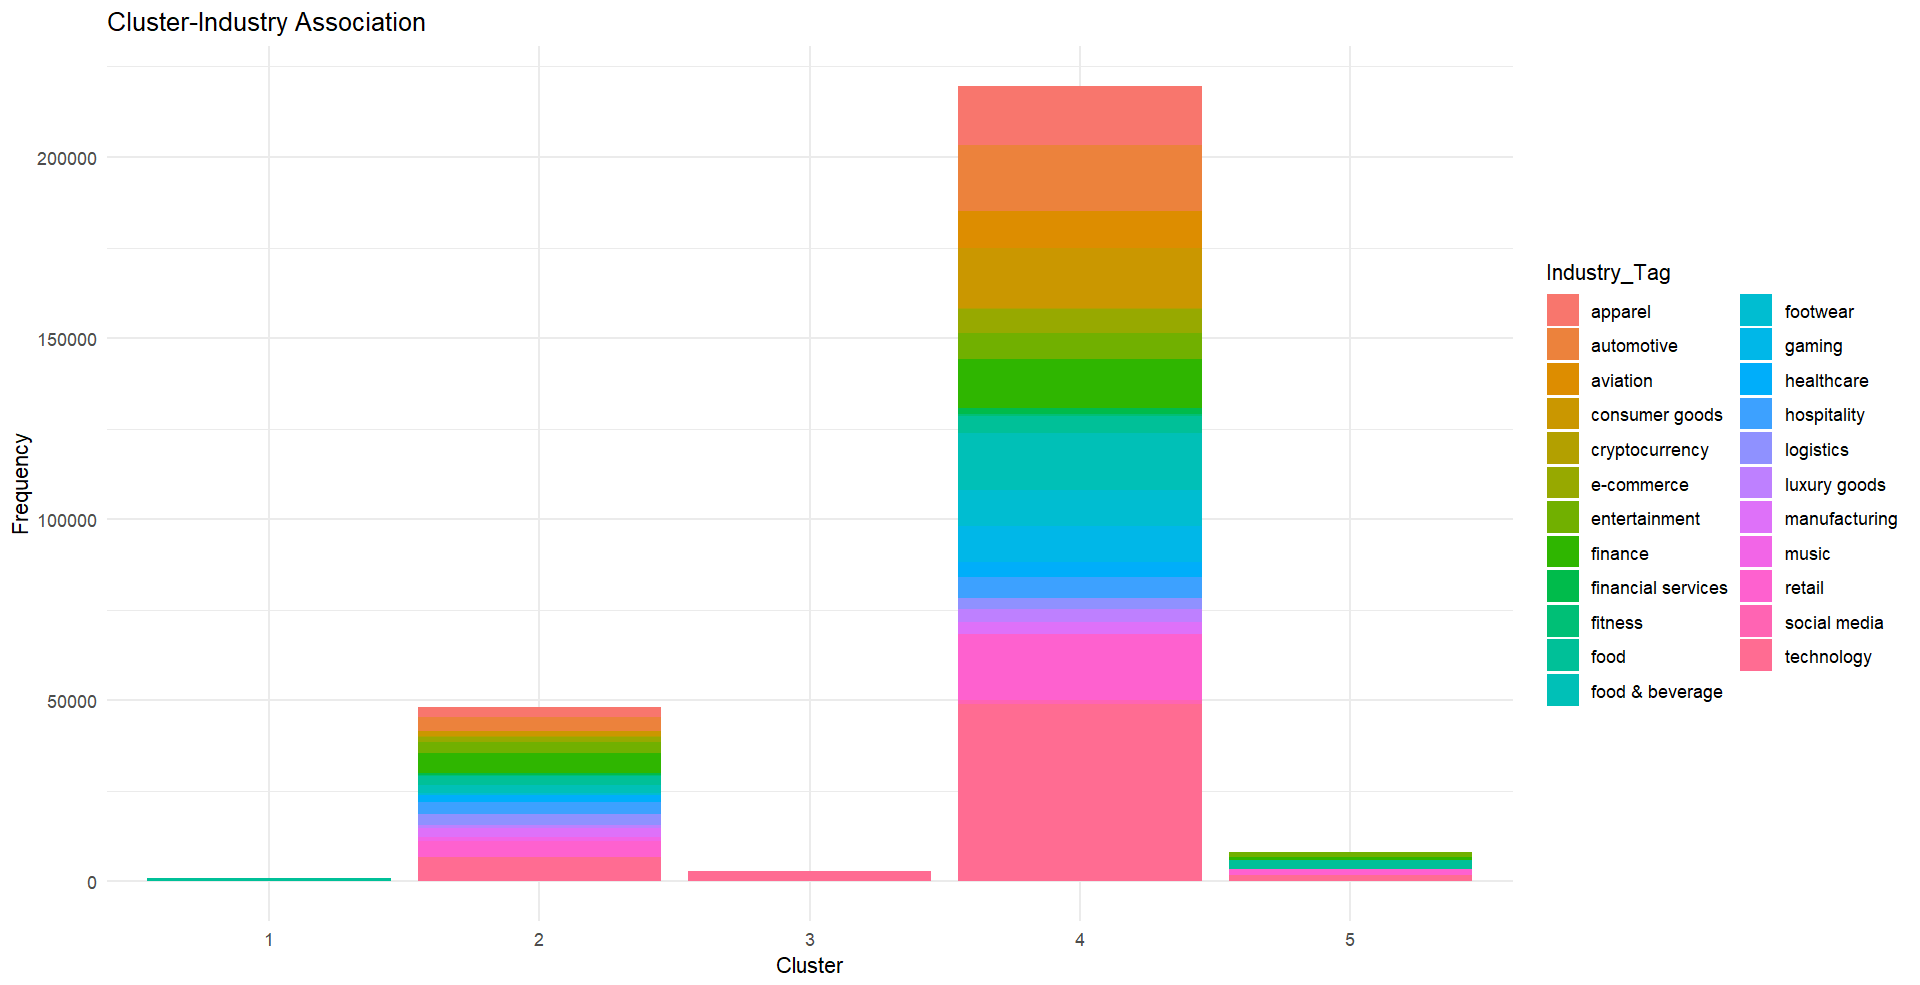 Cluster-Industry Association
200000
150000
100000
50000
0
Frequency
1 2 3 4 5
Cluster
Industry_Tag
apparel
automotive
aviation
consumer goods
cryptocurrency
e-commerce
entertainment
finance
financial services
fitness
food
food & beverage
footwear
gaming
healthcare
hospitality
logistics
luxury goods
manufacturing
music
retail
social media
technology